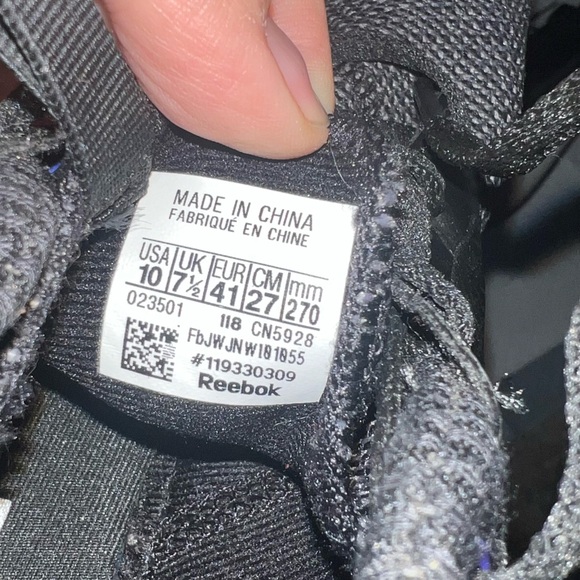 MADE IN CHINA
FABRIQUÉ EN CHINE
USA UK EUR CM mm
10 7½ 41 27 270
023501 118 CN5928
FbJWJNW181055
#119330309
Reebok